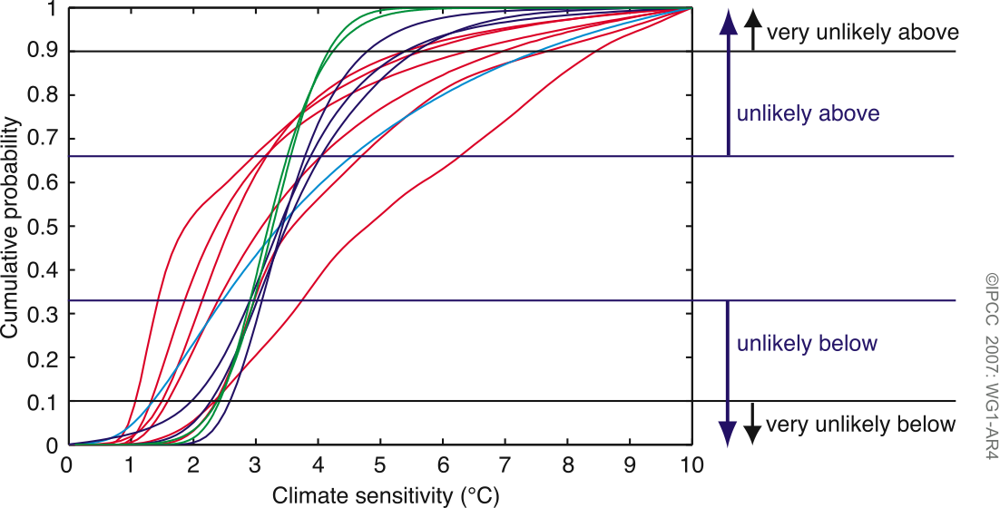 1
0.9
0.8
0.7
0.6
0.5
0.4
0.3
0.2
0.1
0
Cumulative probability
0 1 2 3 4 5 6 7 8 9 10
Climate sensitivity (°C)
very unlikely above
unlikely above
unlikely below
very unlikely below
©IPCC 2007: WG1-AR4